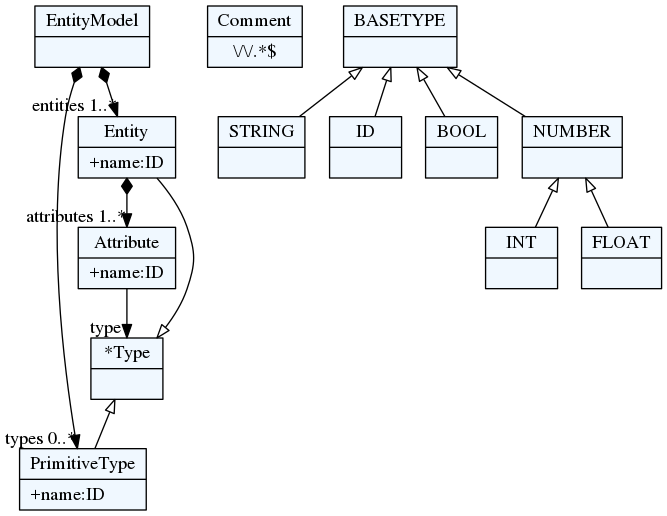 EntityModel
Comment
\/\/.*$
BASETYPE
entities 1..*
Entity
+name:ID
STRING
ID
BOOL
NUMBER
attributes 1..*
Attribute
+name:ID
INT
FLOAT
type
*Type
types 0..*
PrimitiveType
+name:ID